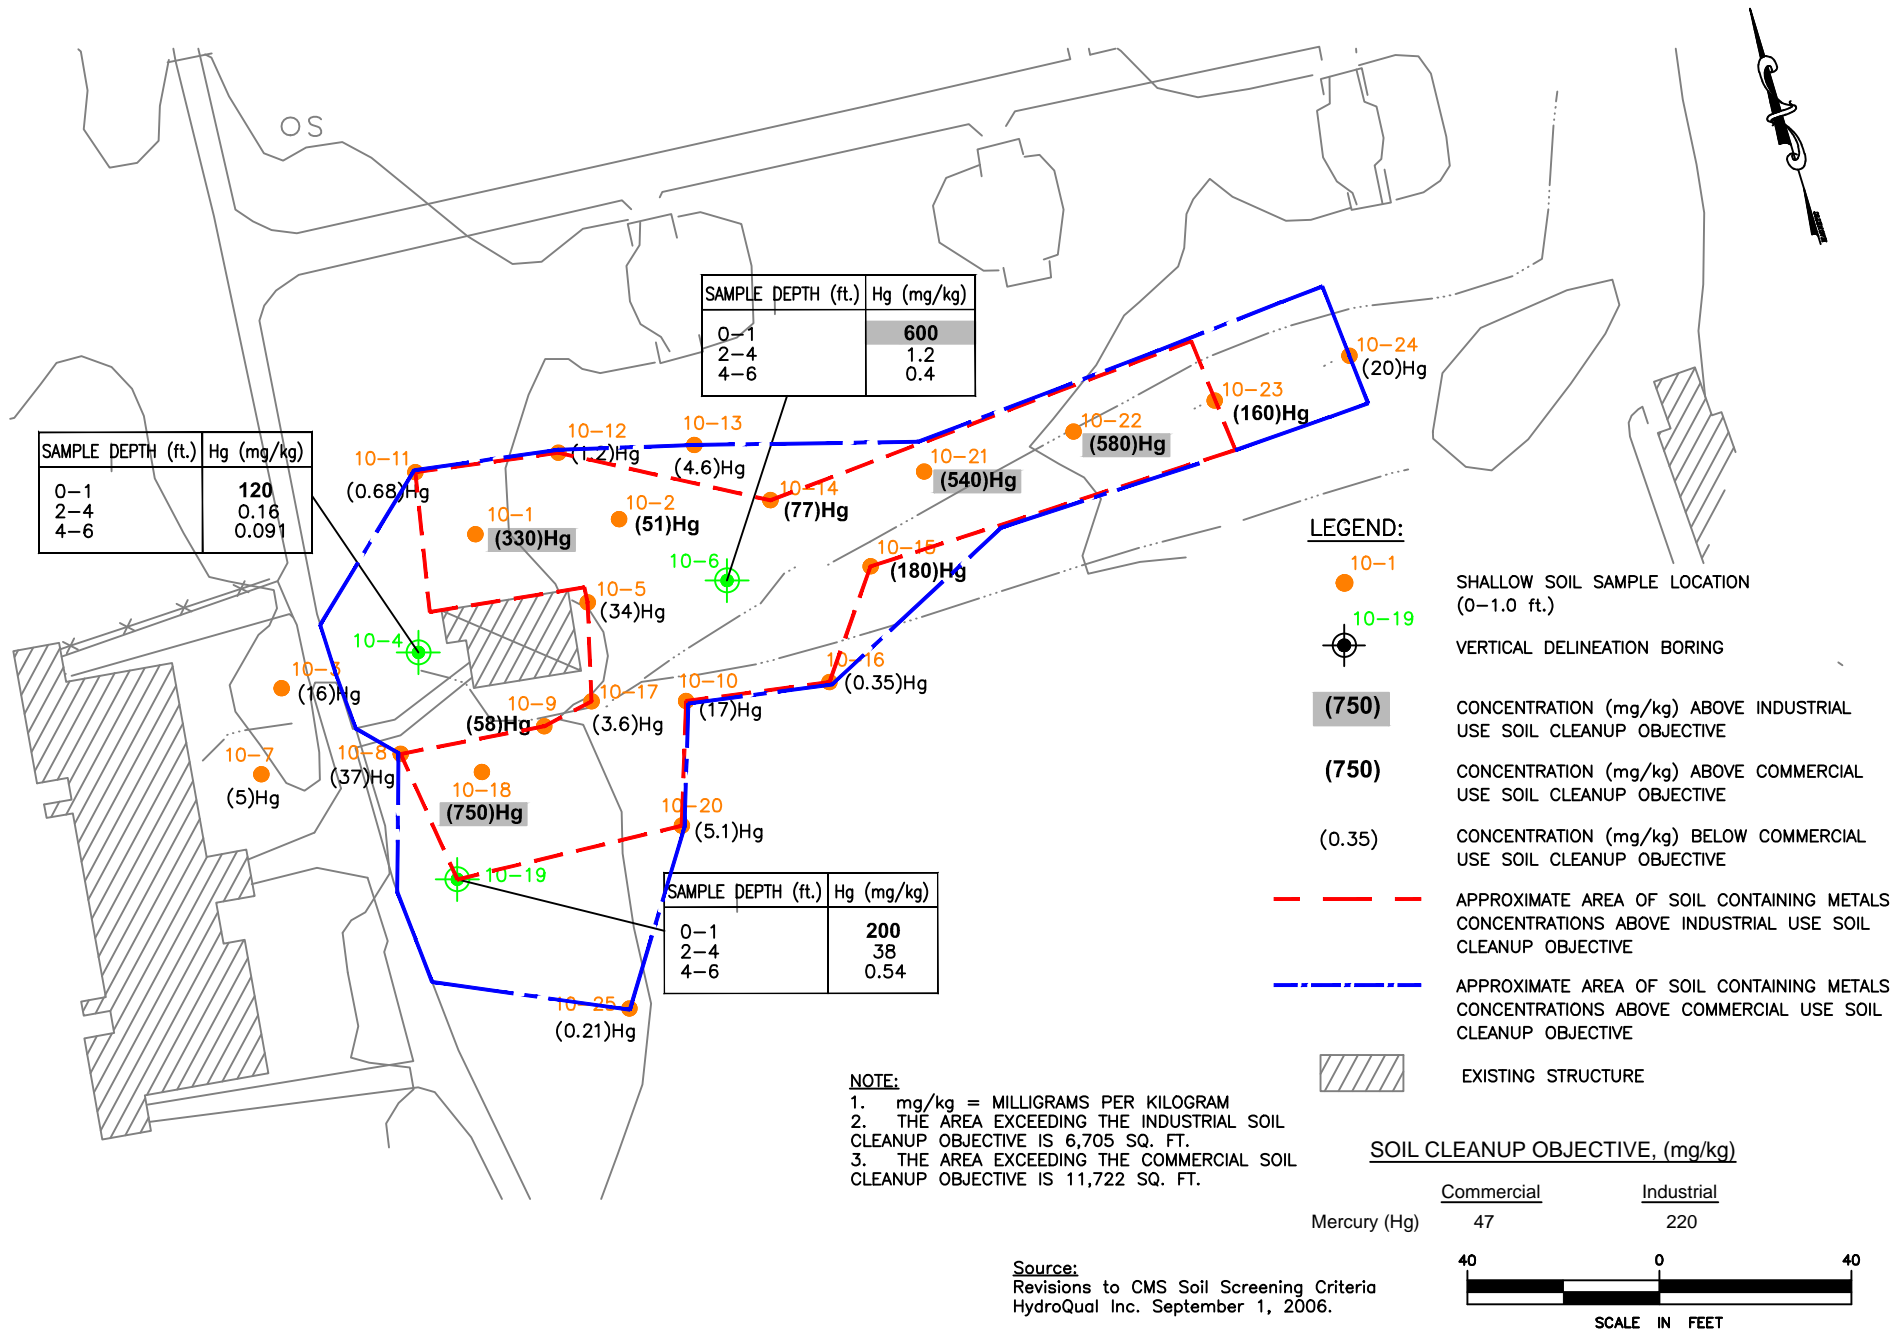 OS
SAMPLE DEPTH (ft.) Hg (mg/kg)
0-1 600
2-4 1.2
4-6 0.4
10-24
(20)Hg
10-23
(160)Hg
10-22
(580)Hg
10-13
(4.6)Hg
10-12
(1.2)Hg
10-21
(540)Hg
SAMPLE DEPTH (ft.) Hg (mg/kg)
0-1 120
2-4 0.16
4-6 0.091
10-11
(0.68)Hg
10-14
(77)Hg
10-2
(51)Hg
10-1
(330)Hg
10-6
10-15
(180)Hg
10-5
(34)Hg
10-4
10-3
(16)Hg
10-16
(0.35)Hg
10-10
(17)Hg
10-17
(3.6)Hg
10-9
(58)Hg
10-8
(37)Hg
10-7
(5)Hg
10-18
(750)Hg
10-20
(5.1)Hg
10-19
SAMPLE DEPTH (ft.) Hg (mg/kg)
0-1 200
2-4 38
4-6 0.54
10-25
(0.21)Hg
LEGEND:
10-1
SHALLOW SOIL SAMPLE LOCATION
(0-1.0 ft.)
10-19
VERTICAL DELINEATION BORING
(750)
CONCENTRATION (mg/kg) ABOVE INDUSTRIAL
USE SOIL CLEANUP OBJECTIVE
(750)
CONCENTRATION (mg/kg) ABOVE COMMERCIAL
USE SOIL CLEANUP OBJECTIVE
(0.35)
CONCENTRATION (mg/kg) BELOW COMMERCIAL
USE SOIL CLEANUP OBJECTIVE
APPROXIMATE AREA OF SOIL CONTAINING METALS
CONCENTRATIONS ABOVE INDUSTRIAL USE SOIL
CLEANUP OBJECTIVE
APPROXIMATE AREA OF SOIL CONTAINING METALS
CONCENTRATIONS ABOVE COMMERCIAL USE SOIL
CLEANUP OBJECTIVE
EXISTING STRUCTURE
NOTE:
1. mg/kg = MILLIGRAMS PER KILOGRAM
2. THE AREA EXCEEDING THE INDUSTRIAL SOIL
CLEANUP OBJECTIVE IS 6,705 SQ. FT.
3. THE AREA EXCEEDING THE COMMERCIAL SOIL
CLEANUP OBJECTIVE IS 11,722 SQ. FT.
SOIL CLEANUP OBJECTIVE, (mg/kg)
Commercial Industrial
Mercury (Hg) 47 220
Source:
Revisions to CMS Soil Screening Criteria
HydroQual Inc. September 1, 2006.
40 0 40
SCALE IN FEET